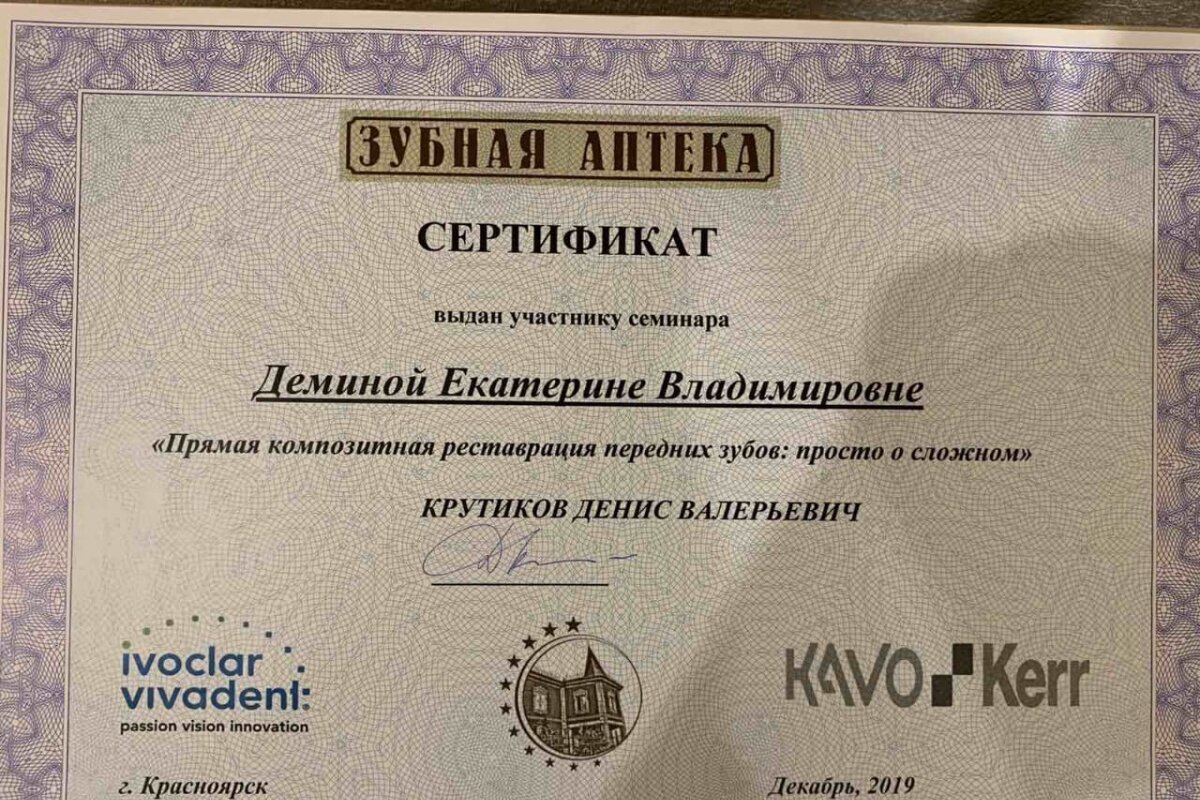 ЗУБНАЯ АПТЕКА
СЕРТИФИКАТ
выдан участнику семинара
Деминой Екатерине Владимировне
«Прямая композитная реставрация передних зубов: просто о сложном»
КРУТИКОВ ДЕНИС ВАЛЕРЬЕВИЧ
ivoclar
vivadent:
passion vision innovation
KAVO Kerr
г. Красноярск
Декабрь, 2019